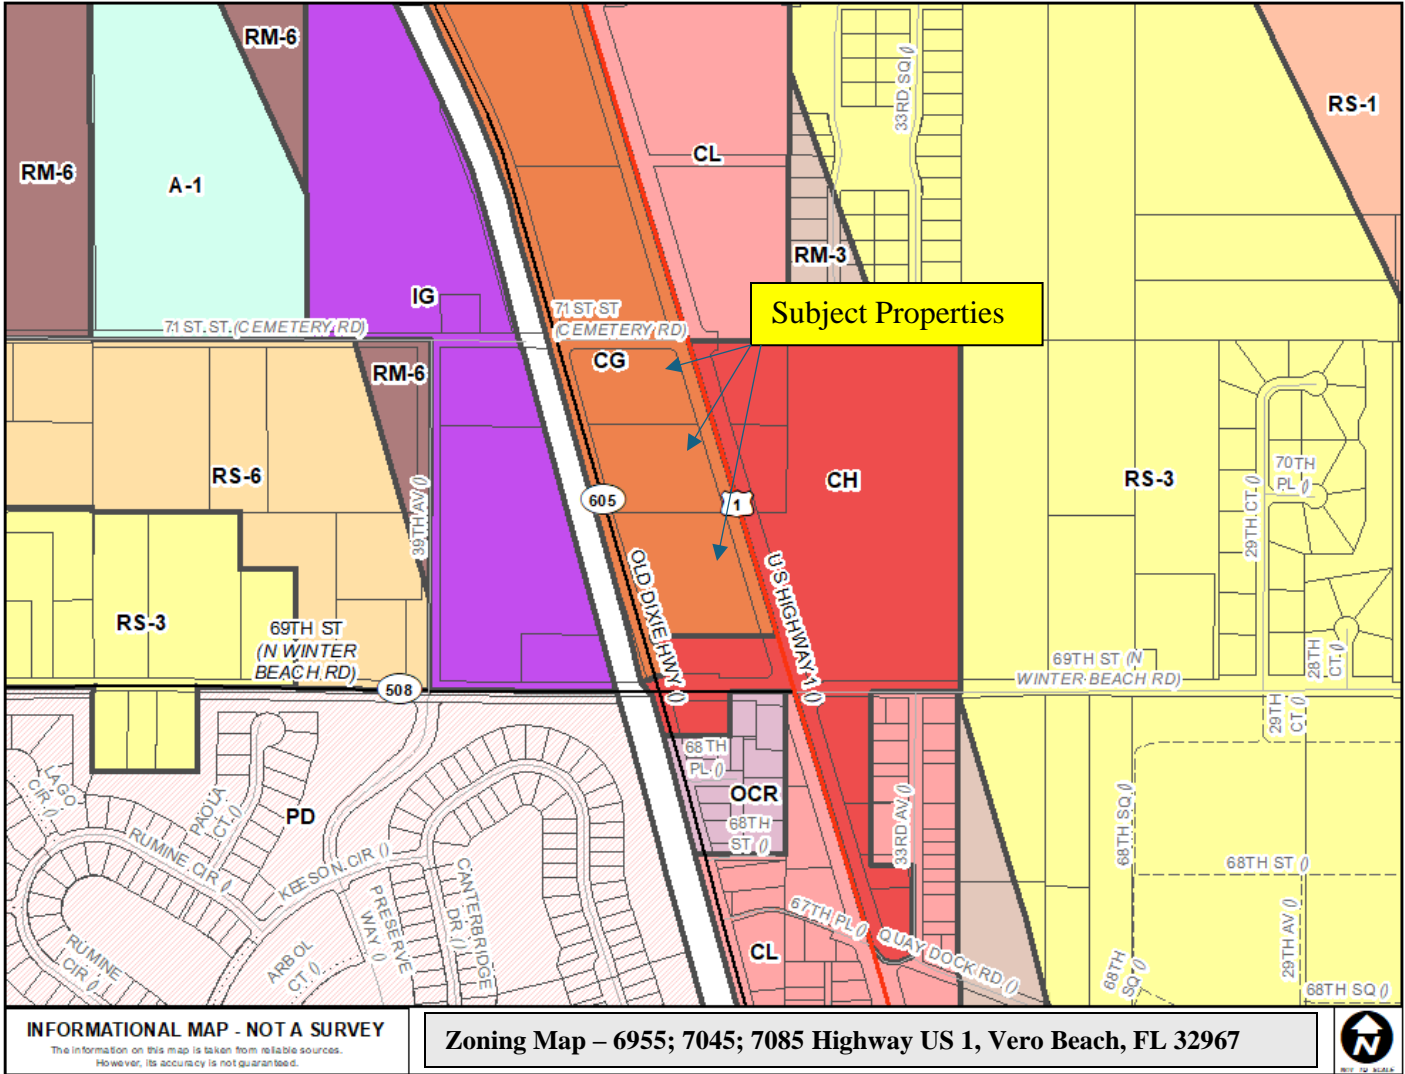 RM-6
RM-6
A-1
IG
CL
33RD SQ ()
RS-1
RM-3
71ST ST (CEMETERY RD)
71ST ST
(CEMETERY RD)
Subject Properties
CG
RM-6
RS-6
39TH AV ()
605
1
CH
RS-3
70TH
PL ()
29TH CT ()
OLD DIXIE HWY ()
U S HIGHWAY 1 ()
RS-3
69TH ST
(N WINTER
BEACH RD)
508
69TH ST (N
WINTER BEACH RD)
28TH
CT ()
29TH
CT ()
LAGO
CIR ()
PAOLA
CT ()
PD
RUMINE CIR ()
KEESON CIR ()
68TH
PL ()
OCR
68TH
ST ()
33RD AV ()
68TH SQ ()
68TH ST ()
CANTERBRIDGE
DR ()
PRESERVE
WAY ()
67TH PL ()
QUAY DOCK RD ()
CL
RUMINE
CIR ()
ARBOL
CT ()
29TH AV ()
68TH
SQ ()
68TH SQ ()
INFORMATIONAL MAP - NOT A SURVEY
The information on this map is taken from reliable sources.
However, its accuracy is not guaranteed.
Zoning Map – 6955; 7045; 7085 Highway US 1, Vero Beach, FL 32967
N
NOT TO SCALE